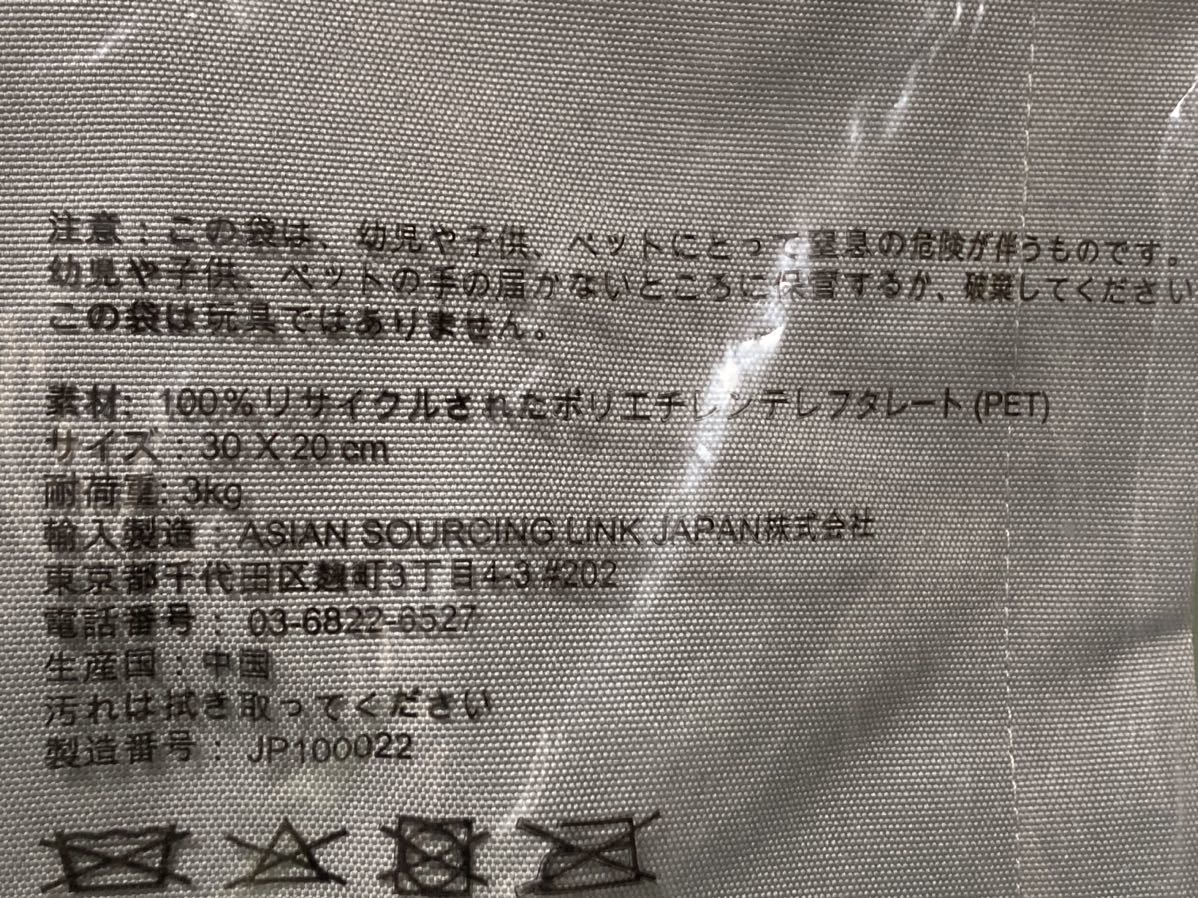 注意：この袋は、幼児や子供、ペットにとって窒息の危険が伴うものです。
幼児や子供、ペットの手の届かないところに保管するか、破棄してください
この袋は玩具ではありません。
素材: 100%リサイクルされたポリエチレンテレフタレート (PET)
サイズ：30 X 20 cm
耐荷重: 3kg
輸入製造：ASIAN SOURCING LINK JAPAN株式会社
東京都千代田区麹町3丁目4-3 #202
電話番号： 03-6822-6527
生産国：中国
汚れは拭き取ってください
製造番号： JP100022